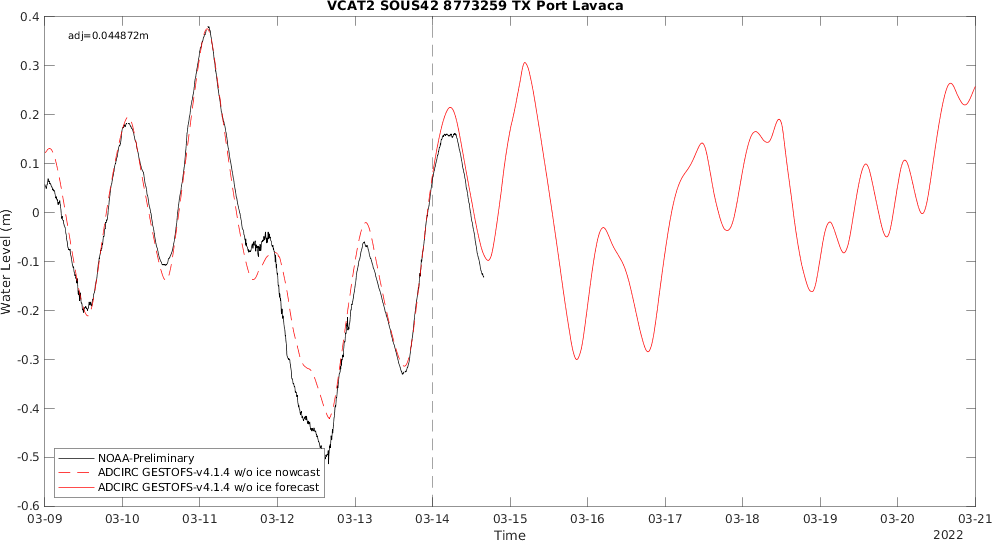 VCAT2 SOUS42 8773259 TX Port Lavaca
adj=0.044872m
0.4
0.3
0.2
0.1
0
-0.1
-0.2
-0.3
-0.4
-0.5
-0.6
Water Level (m)
NOAA-Preliminary
ADCIRC GESTOFS-v4.1.4 w/o ice nowcast
ADCIRC GESTOFS-v4.1.4 w/o ice forecast
03-09 03-10 03-11 03-12 03-13 03-14 03-15 03-16 03-17 03-18 03-19 03-20 03-21
Time
2022